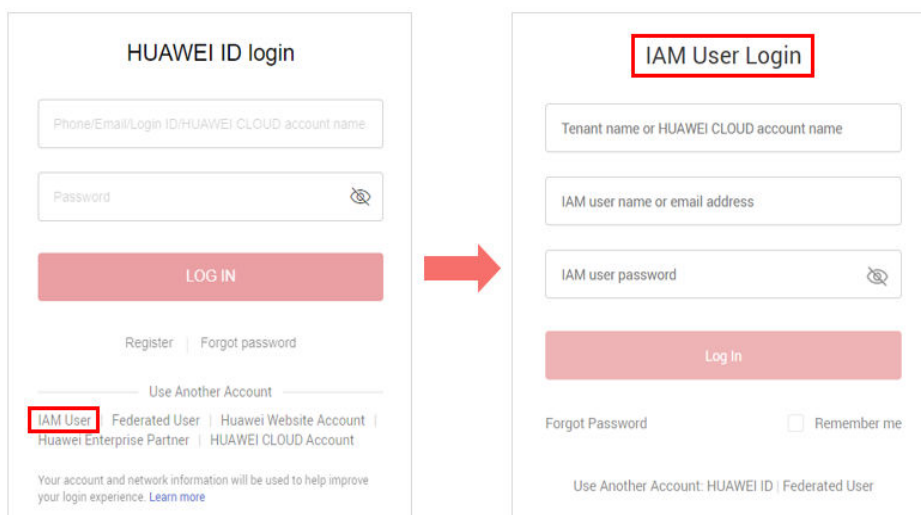 HUAWEI ID login
Phone/Email/Login ID/HUAWEI CLOUD account name
Password
LOG IN
Register | Forgot password
Use Another Account
IAM User | Federated User | Huawei Website Account |
Huawei Enterprise Partner | HUAWEI CLOUD Account
Your account and network information will be used to help improve
your login experience. Learn more
IAM User Login
Tenant name or HUAWEI CLOUD account name
IAM user name or email address
IAM user password
Log In
Forgot Password
Remember me
Use Another Account: HUAWEI ID | Federated User